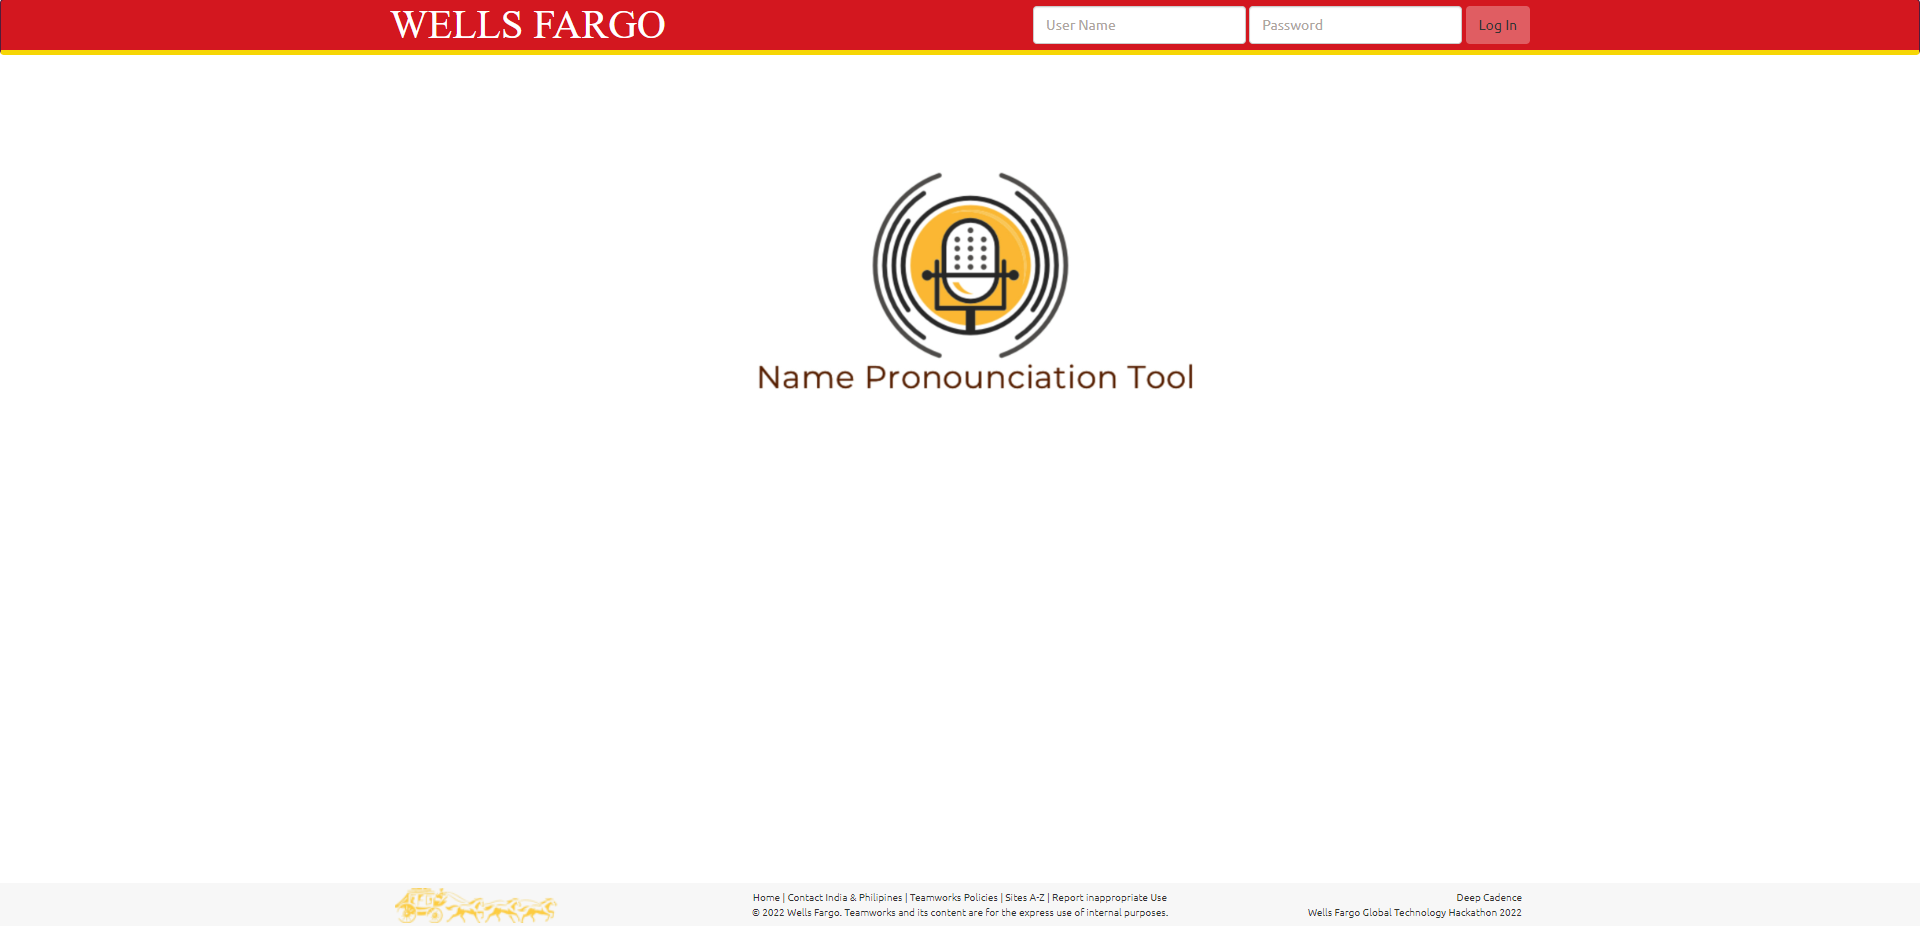 WELLS FARGO
User Name
Password
Log In
Name Pronounciation Tool
Home | Contact India & Philipines | Teamworks Policies | Sites A-Z | Report inappropriate Use
© 2022 Wells Fargo. Teamworks and its content are for the express use of internal purposes.
Deep Cadence
Wells Fargo Global Technology Hackathon 2022